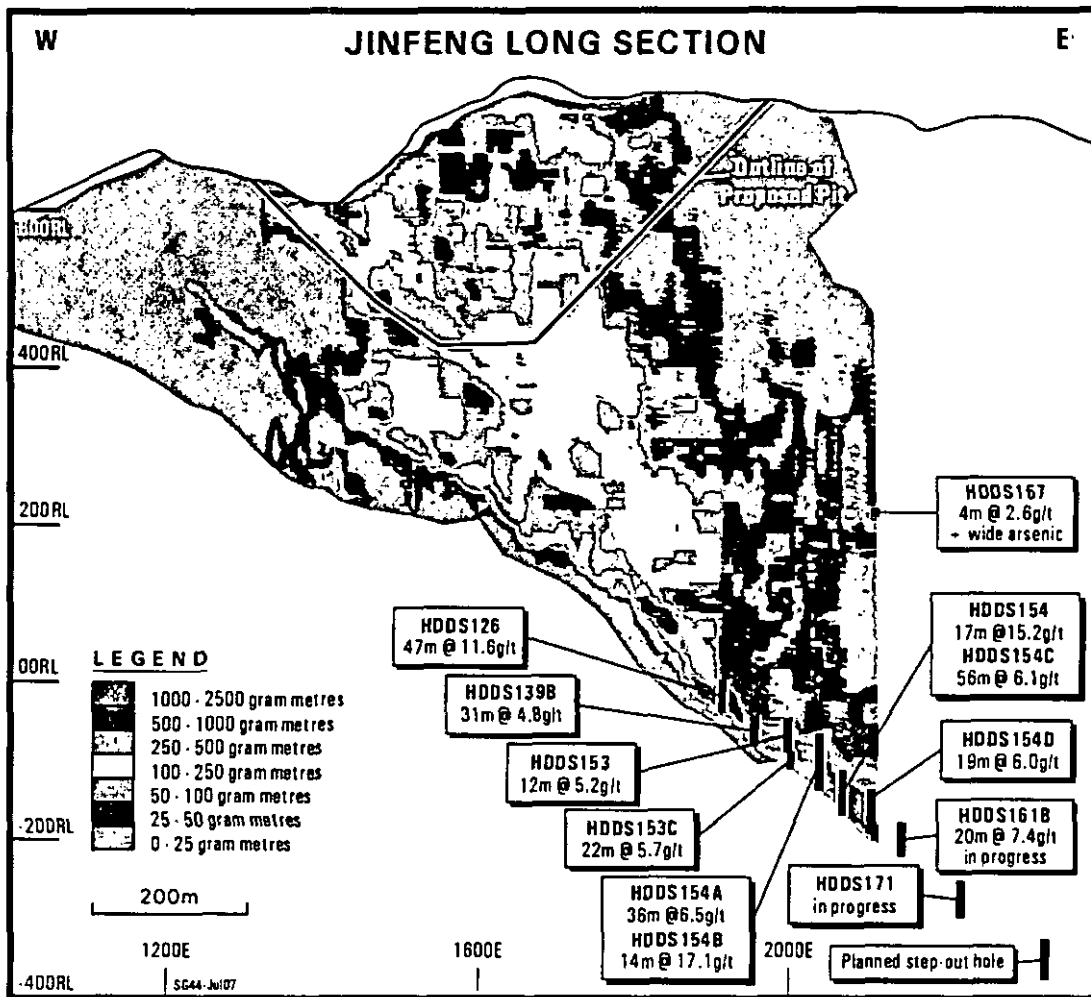 W
JINFENG LONG SECTION
E
Outline of
Proposed Pit
600RL
400RL
200RL
00RL
-200RL
-400RL
HDDS167
4m @ 2.6g/t
+ wide arsenic
HDDS154
17m @15.2g/t
HDDS154C
56m @ 6.1g/t
HDDS126
47m @ 11.6g/t
HDDS139B
31m @ 4.8g/t
HDDS153
12m @ 5.2g/t
HDDS153C
22m @ 5.7g/t
HDDS154A
36m @6.5g/t
HDDS154B
14m @ 17.1g/t
HDDS154D
19m @ 6.0g/t
HDDS161B
20m @ 7.4g/t
in progress
HDDS171
in progress
Planned step-out hole
LEGEND
1000 - 2500 gram metres
500 - 1000 gram metres
250 - 500 gram metres
100 - 250 gram metres
50 - 100 gram metres
25 - 50 gram metres
0 - 25 gram metres
200m
1200E
1600E
2000E
SG44-Jul07